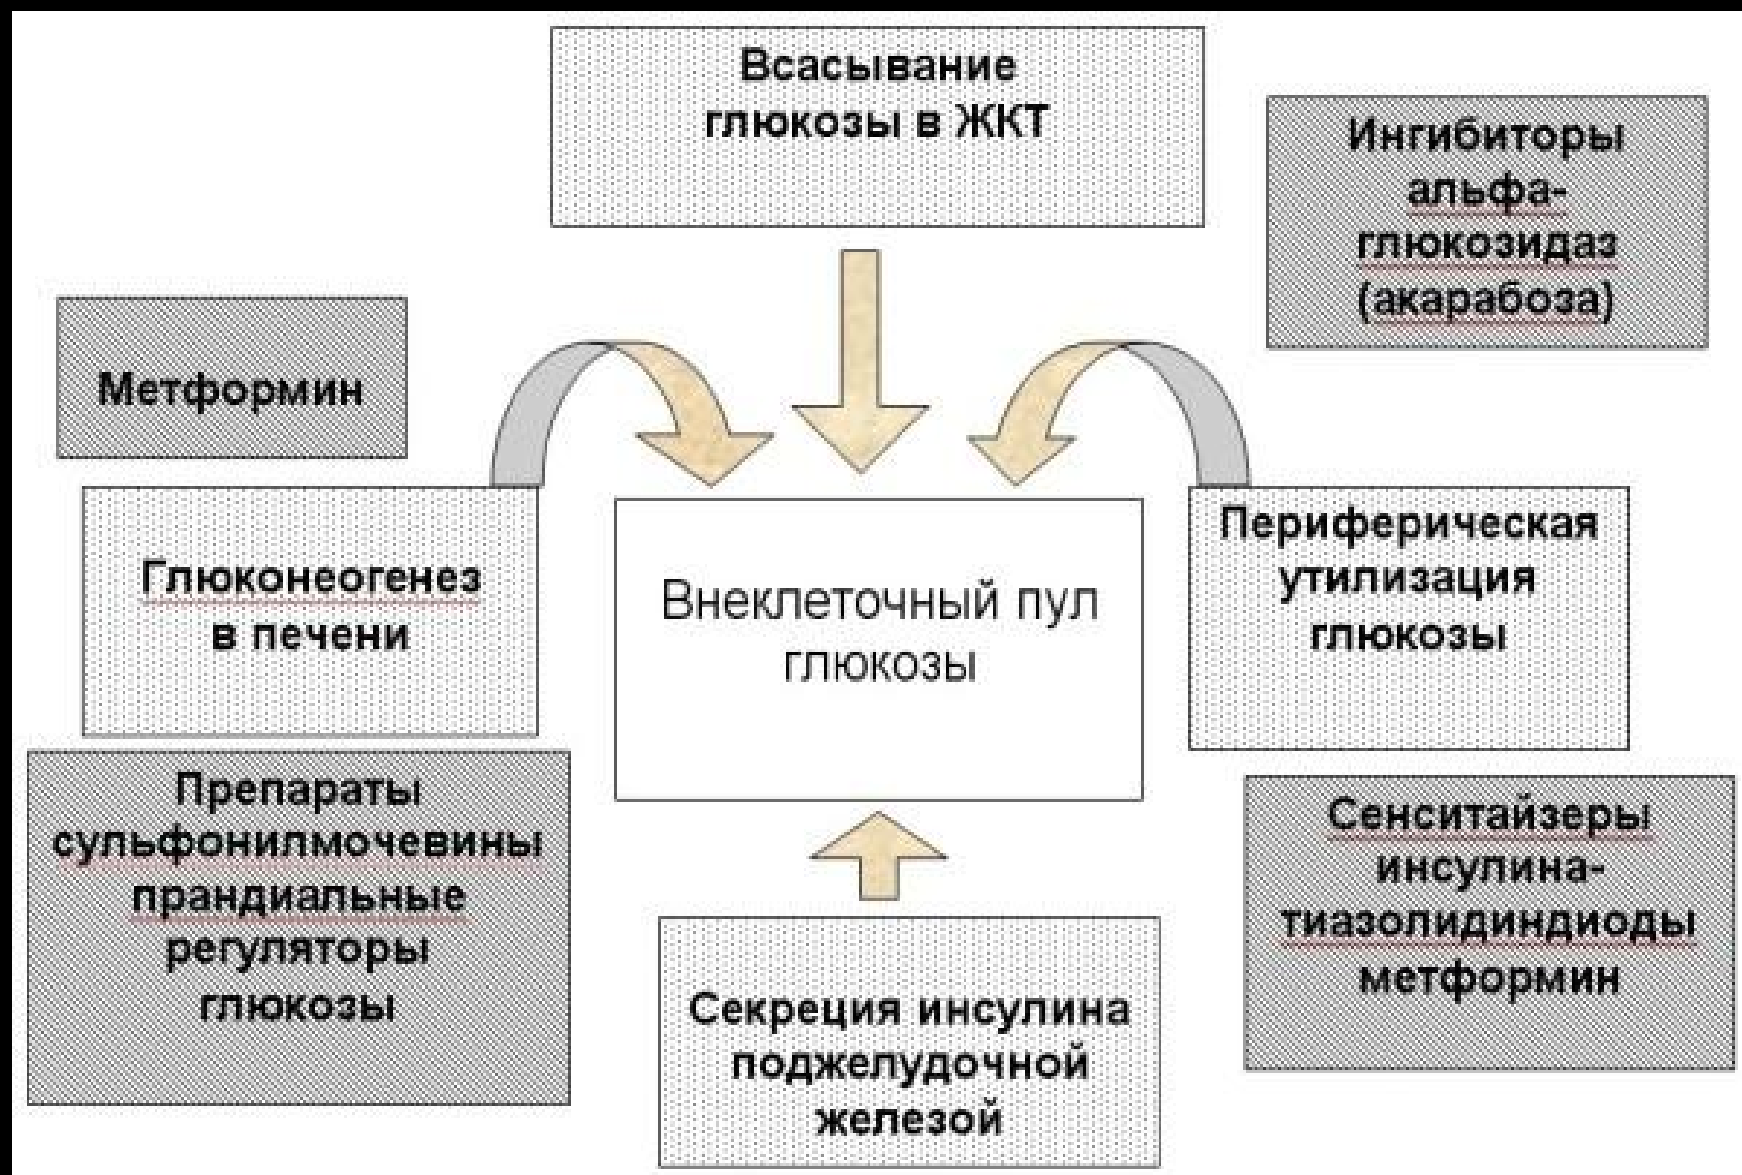 Всасывание
глюкозы в ЖКТ
Ингибиторы
альфа-
глюкозидаз
(акарабоза)
Метформин
Глюконеогенез
в печени
Внеклеточный пул
глюкозы
Периферическая
утилизация
глюкозы
Препараты
сульфонилмочевины
прандиальные
регуляторы
глюкозы
Секреция инсулина
поджелудочной
железой
Сенситайзеры
инсулина-
тиазолидиндиоды
метформин